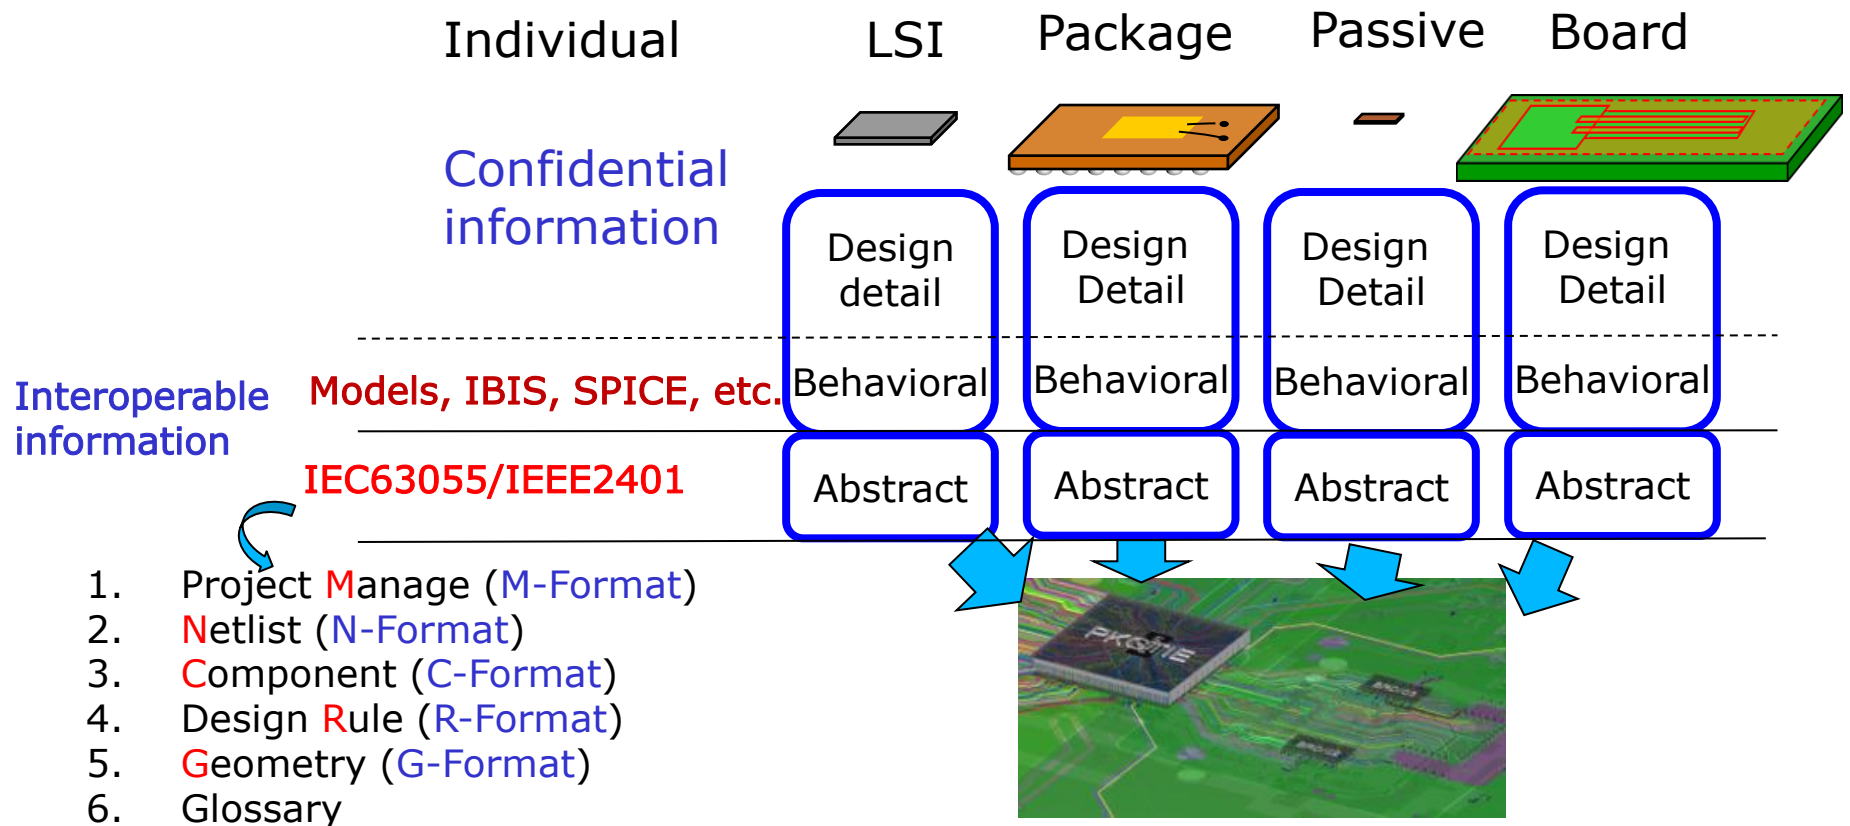 Individual
LSI
Package
Passive
Board
Confidential
information
Design
detail
Design
Detail
Design
Detail
Design
Detail
Interoperable
information
Models, IBIS, SPICE, etc.
Behavioral
Behavioral
Behavioral
Behavioral
IEC63055/IEEE2401
Abstract
Abstract
Abstract
Abstract
1. Project Manage (M-Format)
2. Netlist (N-Format)
3. Component (C-Format)
4. Design Rule (R-Format)
5. Geometry (G-Format)
6. Glossary